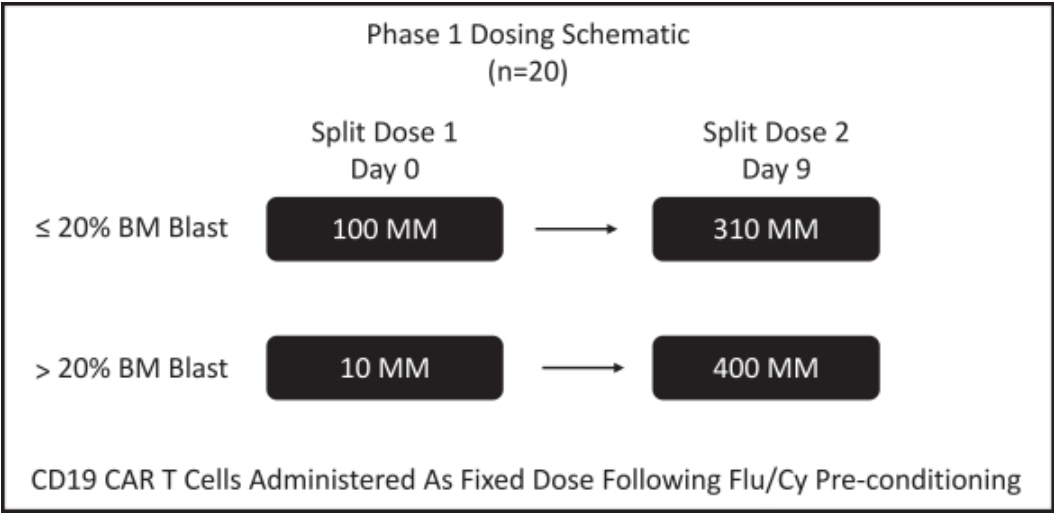 Phase 1 Dosing Schematic
(n=20)
Split Dose 1
Day 0
Split Dose 2
Day 9
≤ 20% BM Blast
100 MM
310 MM
> 20% BM Blast
10 MM
400 MM
CD19 CAR T Cells Administered As Fixed Dose Following Flu/Cy Pre-conditioning